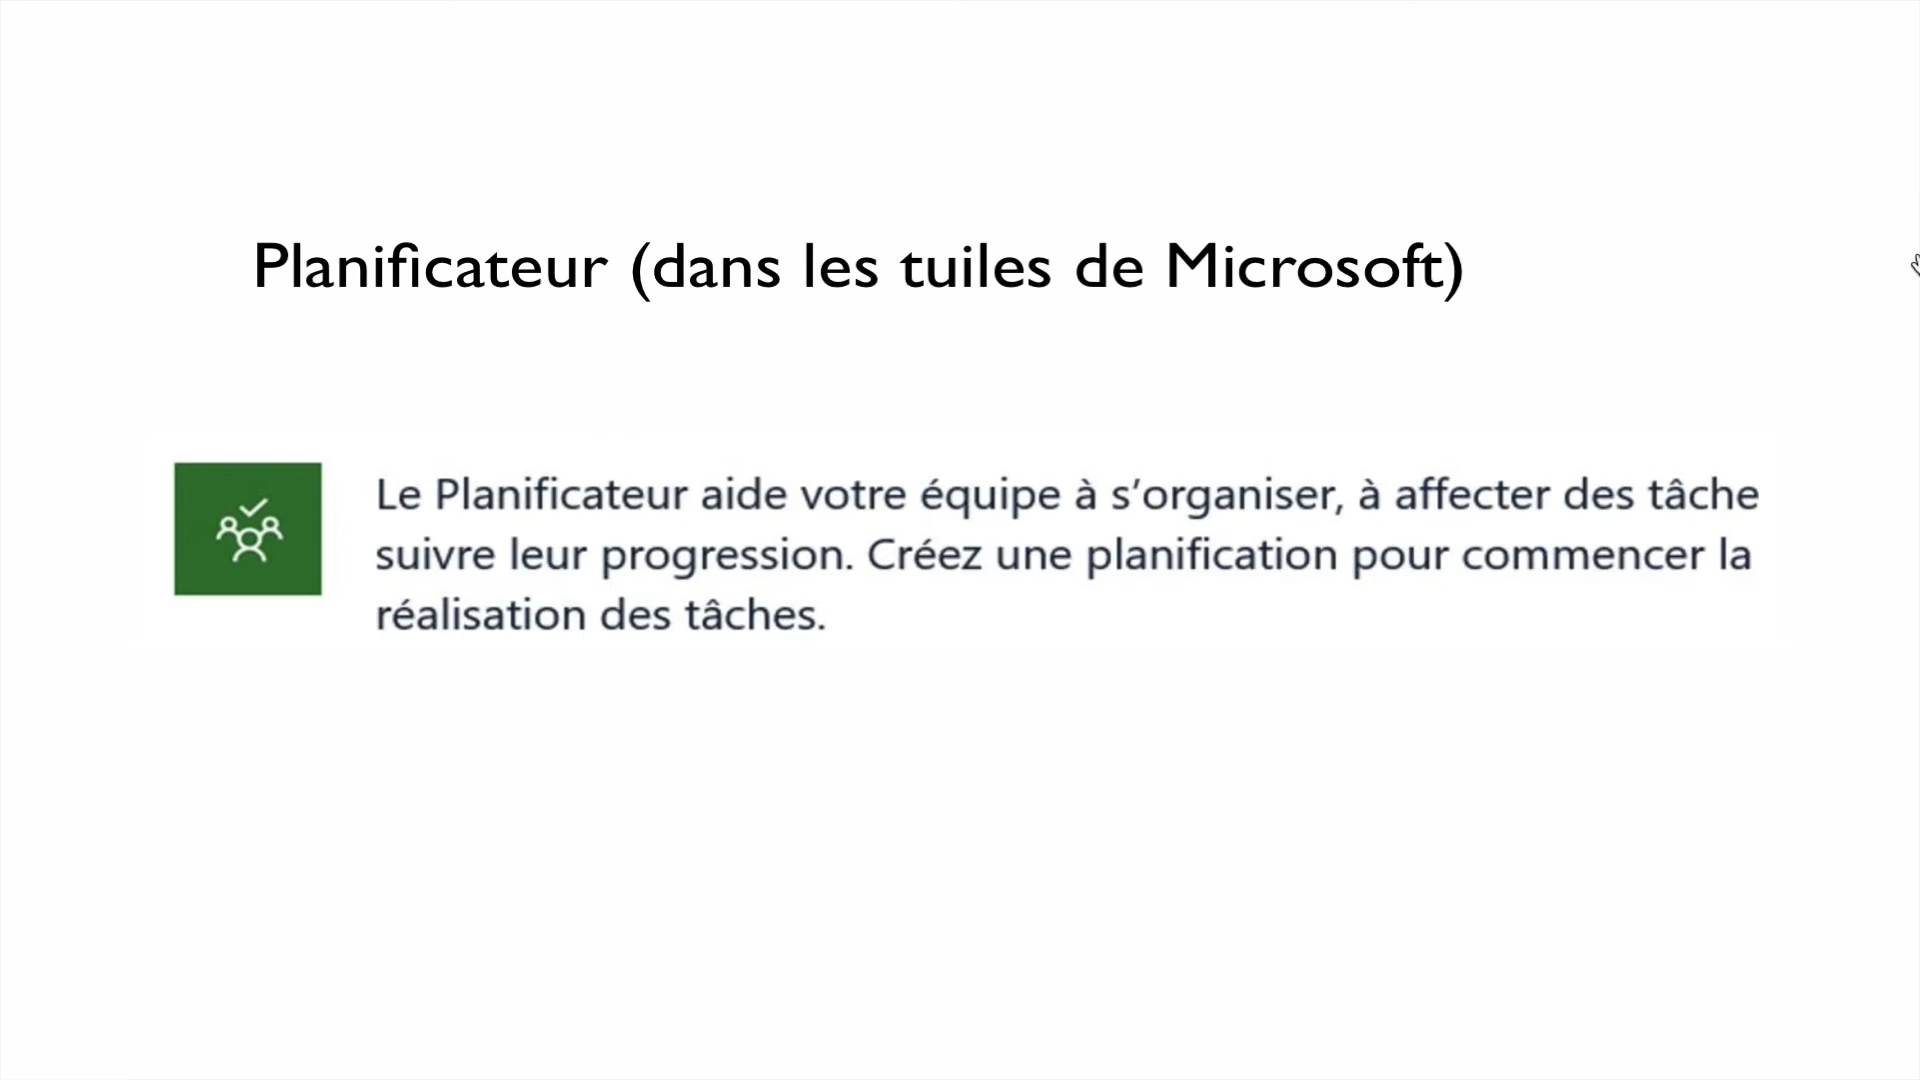 Planificateur (dans les tuiles de Microsoft)
Le Planificateur aide votre équipe à s’organiser, à affecter des tâche
suivre leur progression. Créez une planification pour commencer la
réalisation des tâches.